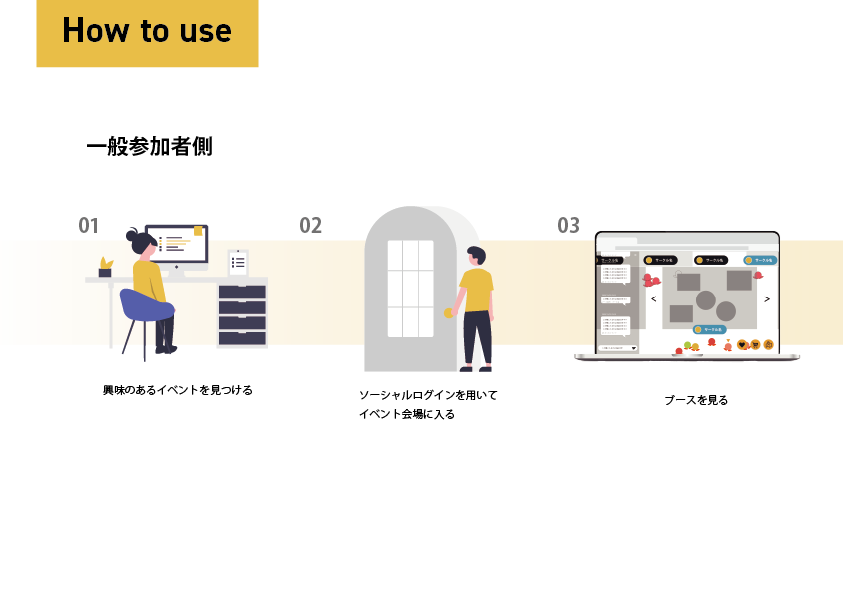 How to use
一般参加者側
01
02
03
サークル名
サークル名
サークル名
サークル名
<
>
サークル名
興味のあるイベントを見つける
ソーシャルログインを用いて
イベント会場に入る
ブースを見る